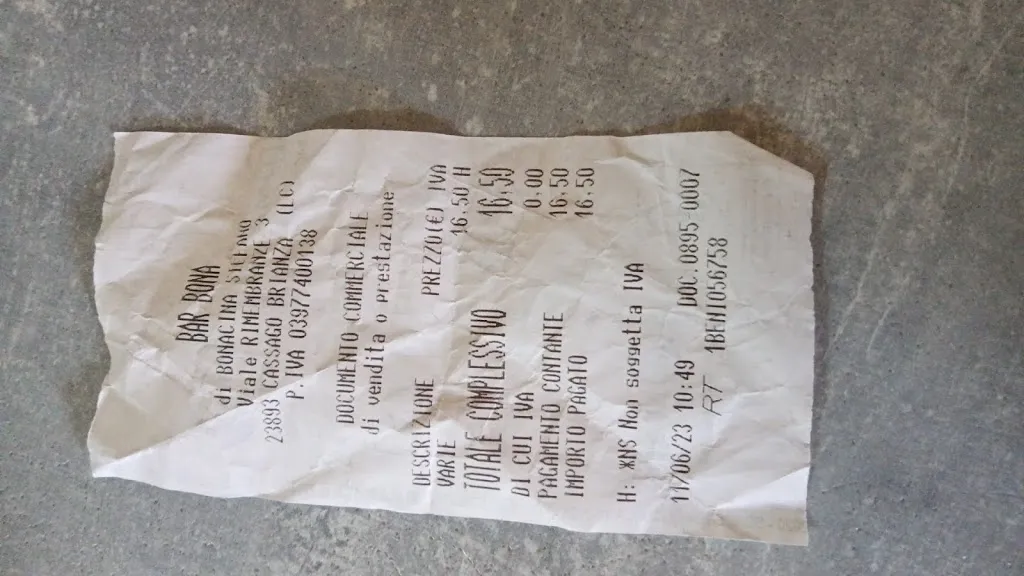 BAR BONA
di BONACINA STEFANO
Viale RIMEMBRANZE 3
23893 CASSAGO BRIANZA (LC)
P.IVA 03977400138
DOCUMENTO COMMERCIALE
di vendita o prestazione
DESCRIZIONE PREZZO(€) IVA
VARIE 16.50 H
TOTALE COMPLESSIVO 16.50
DI CUI IVA 0.00
PAGAMENTO CONTANTE 16.50
IMPORTO PAGATO 16.50
H: *NS Non soggetta IVA
11/06/23 10:49 DOC.0895-0007
RT 1BEH1056758